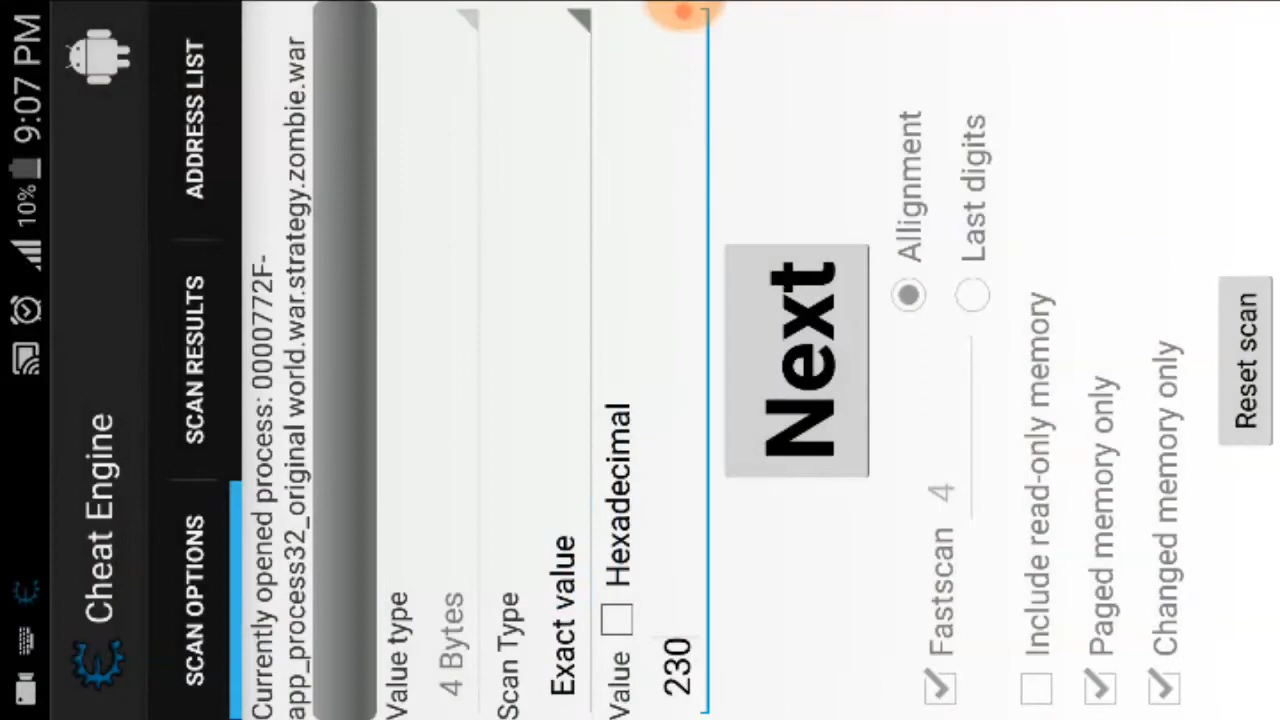 10% 9:07 PM
Cheat Engine
SCAN OPTIONS SCAN RESULTS ADDRESS LIST
Currently opened process: 0000772F-
app_process32_original world.war.strategy.zombie.war
Value type
4 Bytes
Scan Type
Exact value
Value Hexadecimal
230
Next
Fastscan 4 Allignment
Last digits
Include read-only memory
Paged memory only
Changed memory only
Reset scan